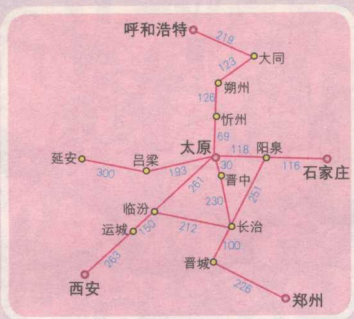 呼和浩特
219
大同
123
朔州
126
忻州
69
太原
118
阳泉
116
石家庄
延安
300
吕梁
193
30
晋中
261
251
230
临汾
长治
运城
150
212
100
263
晋城
西安
226
郑州